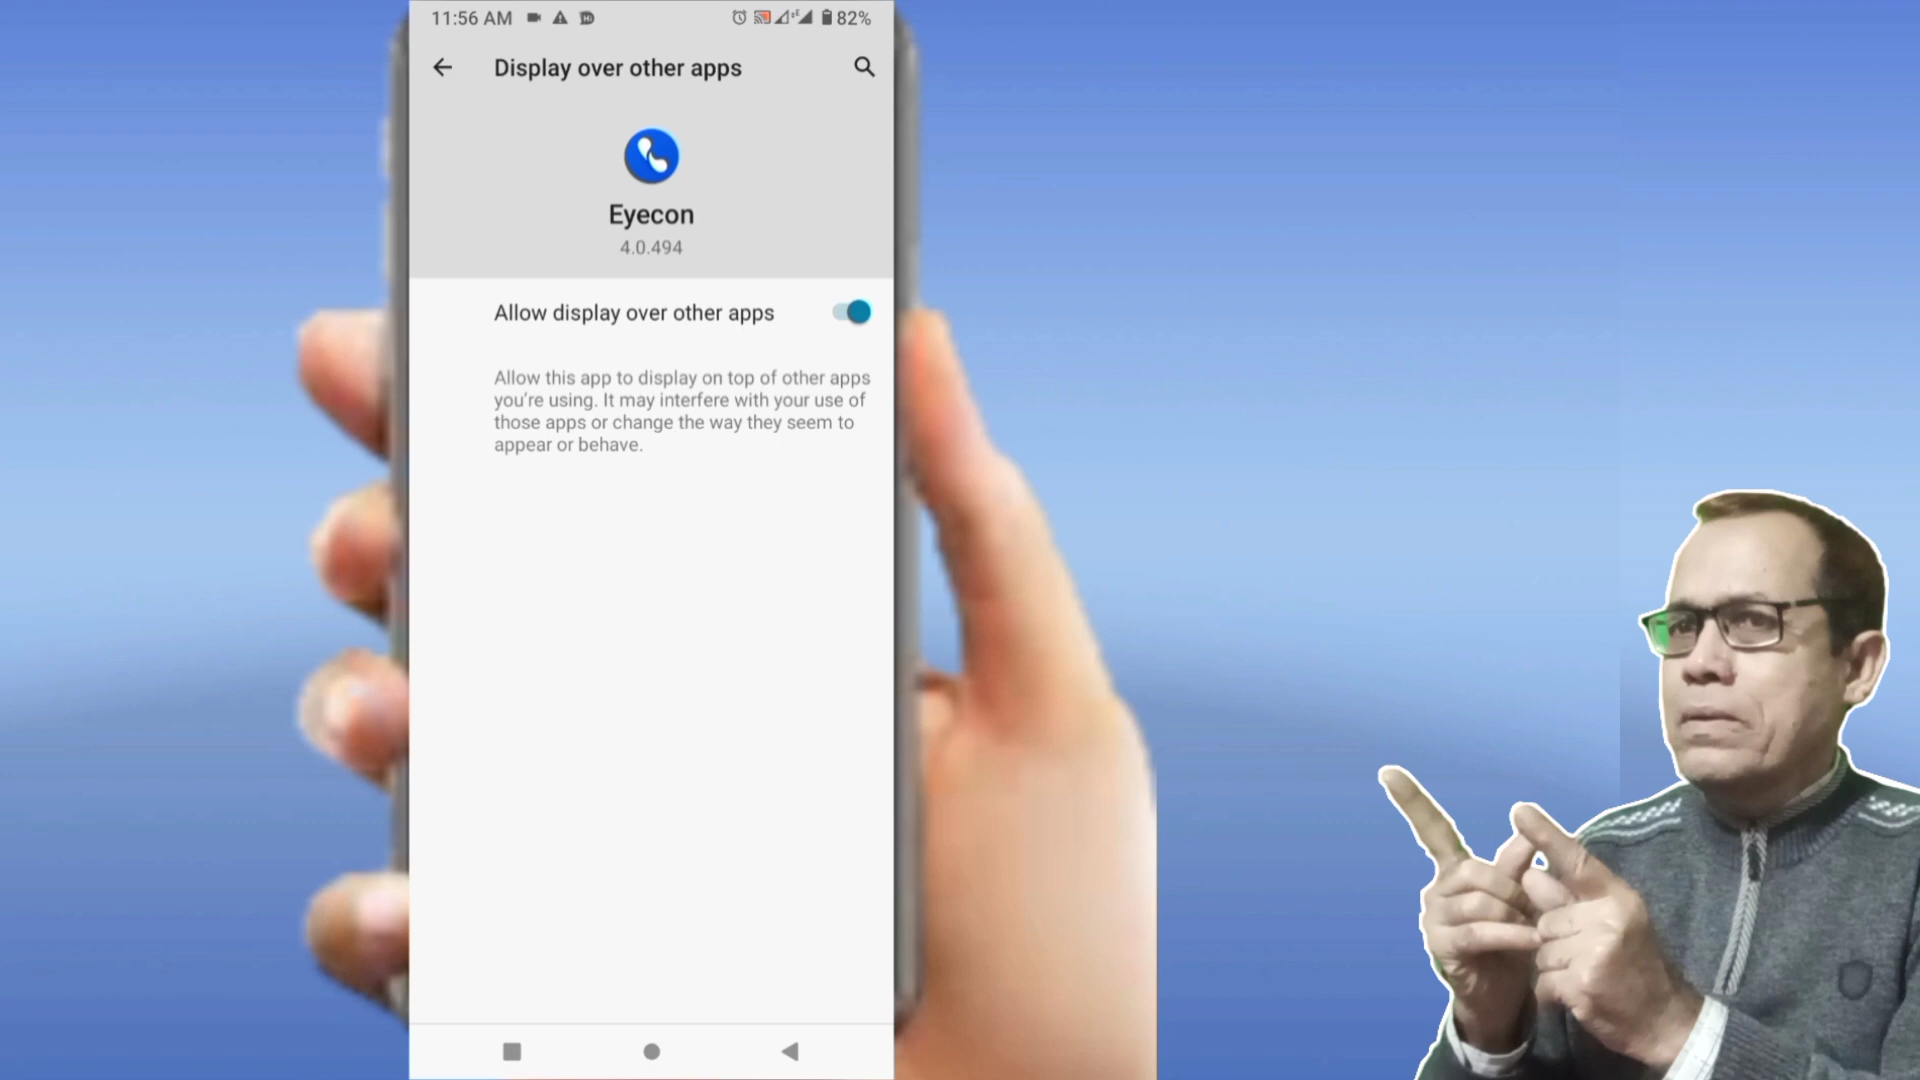 11:56 AM 82%
Display over other apps
Eyecon
4.0.494
Allow display over other apps
Allow this app to display on top of other apps
you're using. It may interfere with your use of
those apps or change the way they seem to
appear or behave.